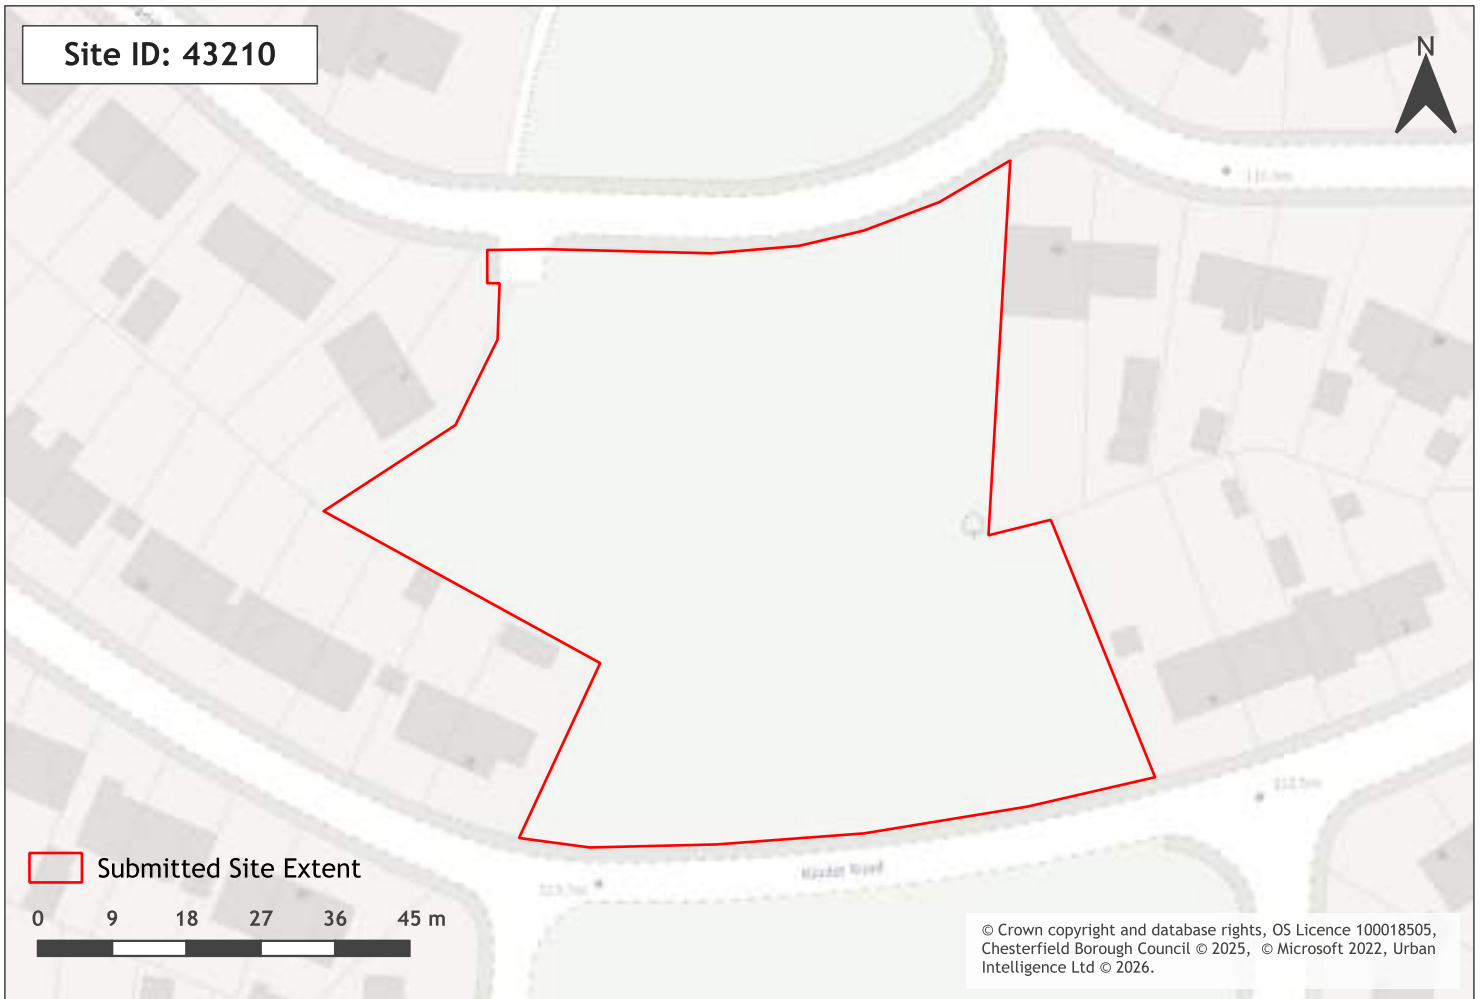 Site ID: 43210
N
Submitted Site Extent
0 9 18 27 36 45 m
© Crown copyright and database rights, OS Licence 100018505,
Chesterfield Borough Council © 2025, © Microsoft 2022, Urban
Intelligence Ltd © 2026.